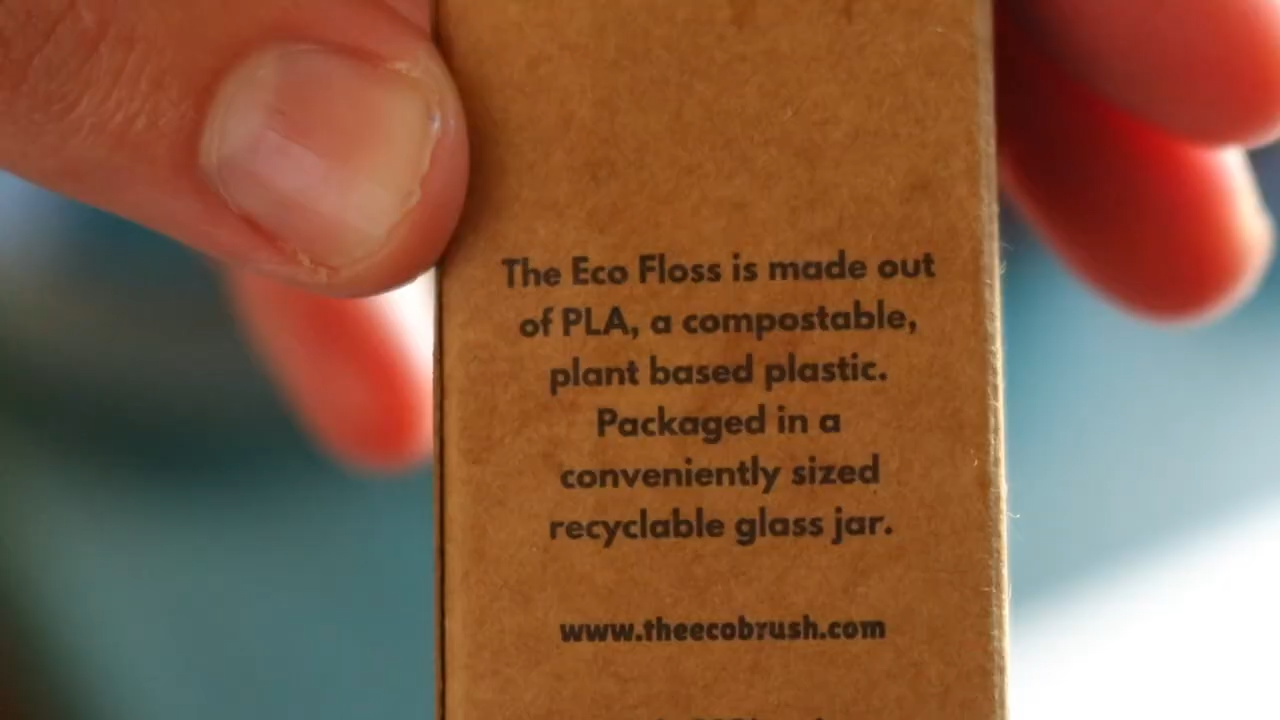 The Eco Floss is made out
of PLA, a compostable,
plant based plastic.
Packaged in a
conveniently sized
recyclable glass jar.
www.theecobrush.com